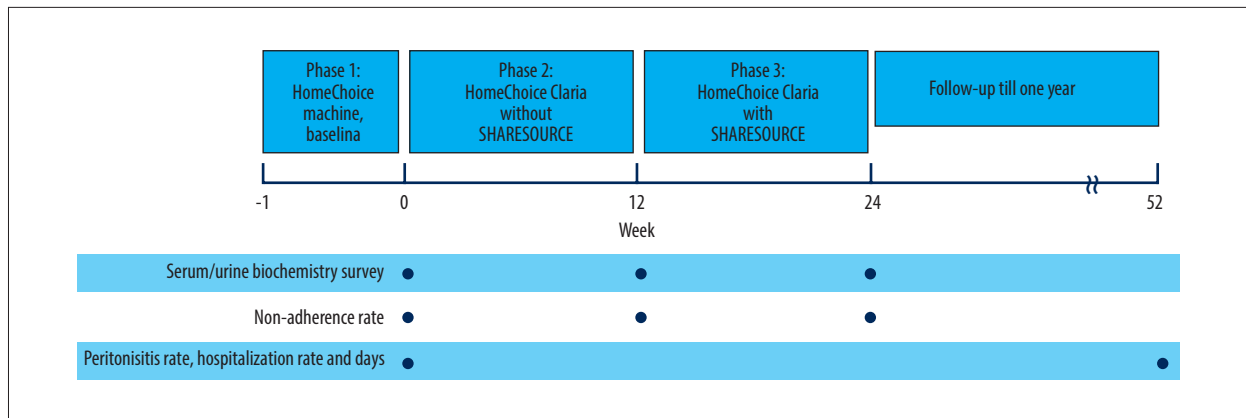 Phase 1:
HomeChoice
machine,
baselina
Phase 2:
HomeChoice Claria
without
SHARESOURCE
Phase 3:
HomeChoice Claria
with
SHARESOURCE
Follow-up till one year
-1
0
12
24
52
Week
Serum/urine biochemistry survey
Non-adherence rate
Peritonisitis rate, hospitalization rate and days